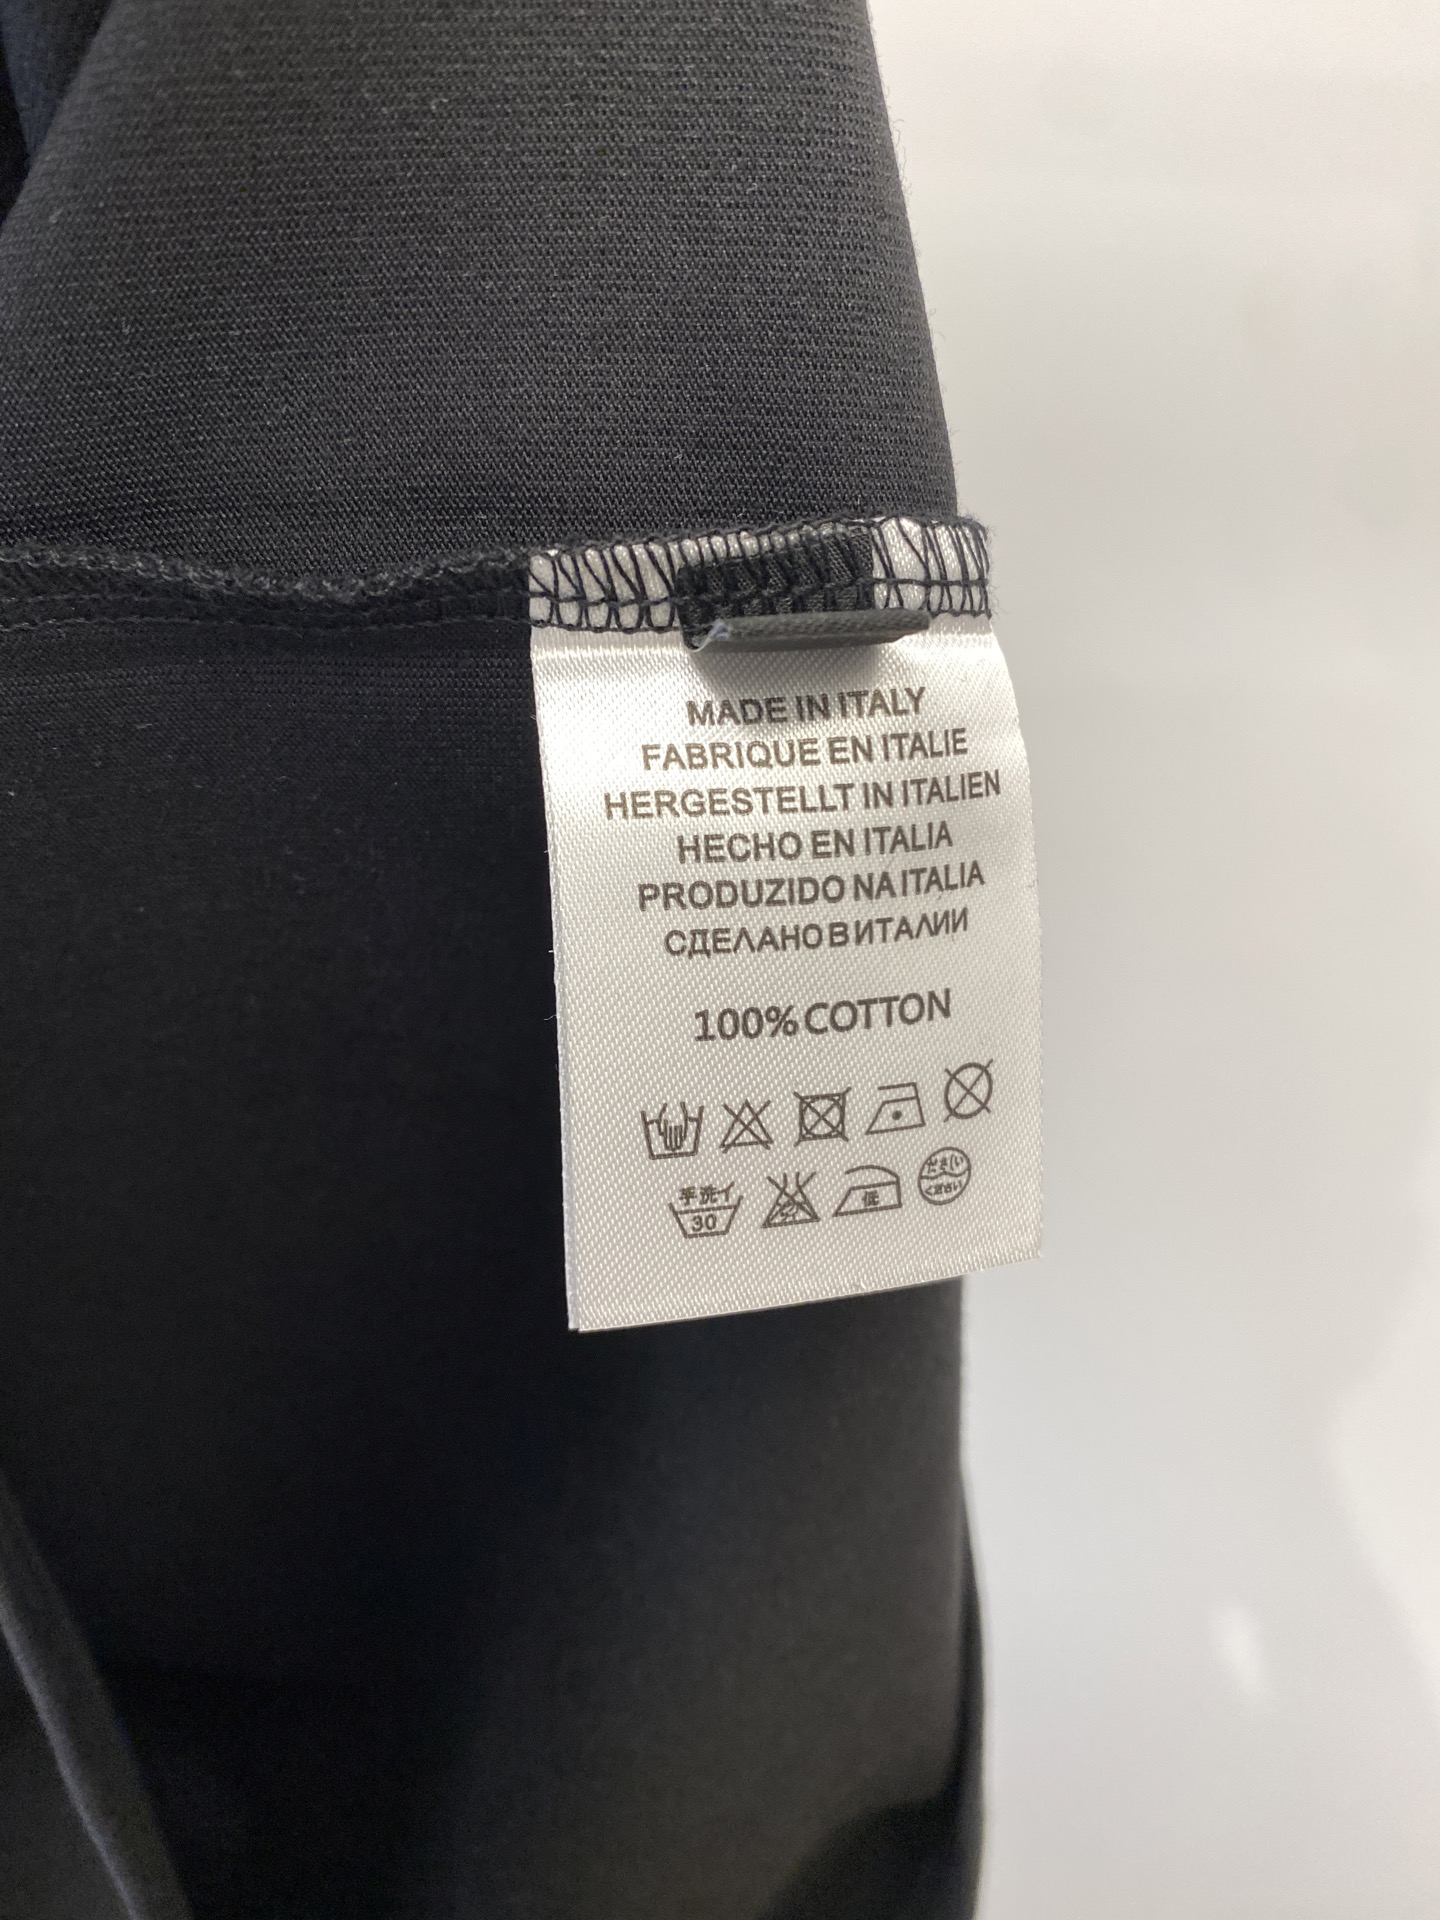 MADE IN ITALY
FABRIQUE EN ITALIE
HERGESTELLT IN ITALIEN
HECHO EN ITALIA
PRODUZIDO NA ITALIA
СДЕЛАНО В ИТАЛИИ
100% COTTON
手洗イ
30
低